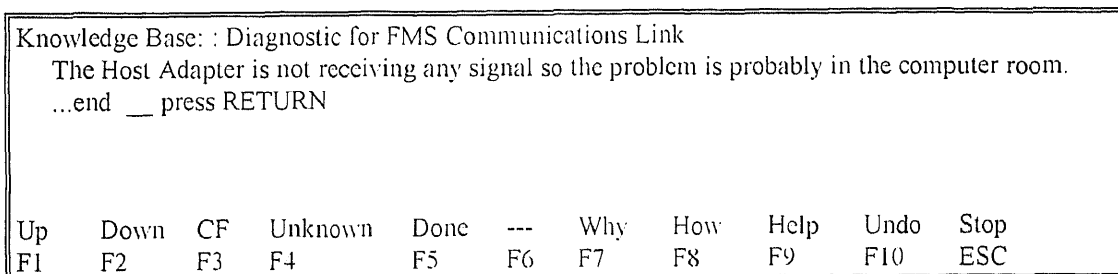 Knowledge Base: : Diagnostic for FMS Communications Link
The Host Adapter is not receiving any signal so the problem is probably in the computer room.
...end __ press RETURN
Up Down CF Unknown Done --- Why How Help Undo Stop
F1 F2 F3 F4 F5 F6 F7 F8 F9 F10 ESC